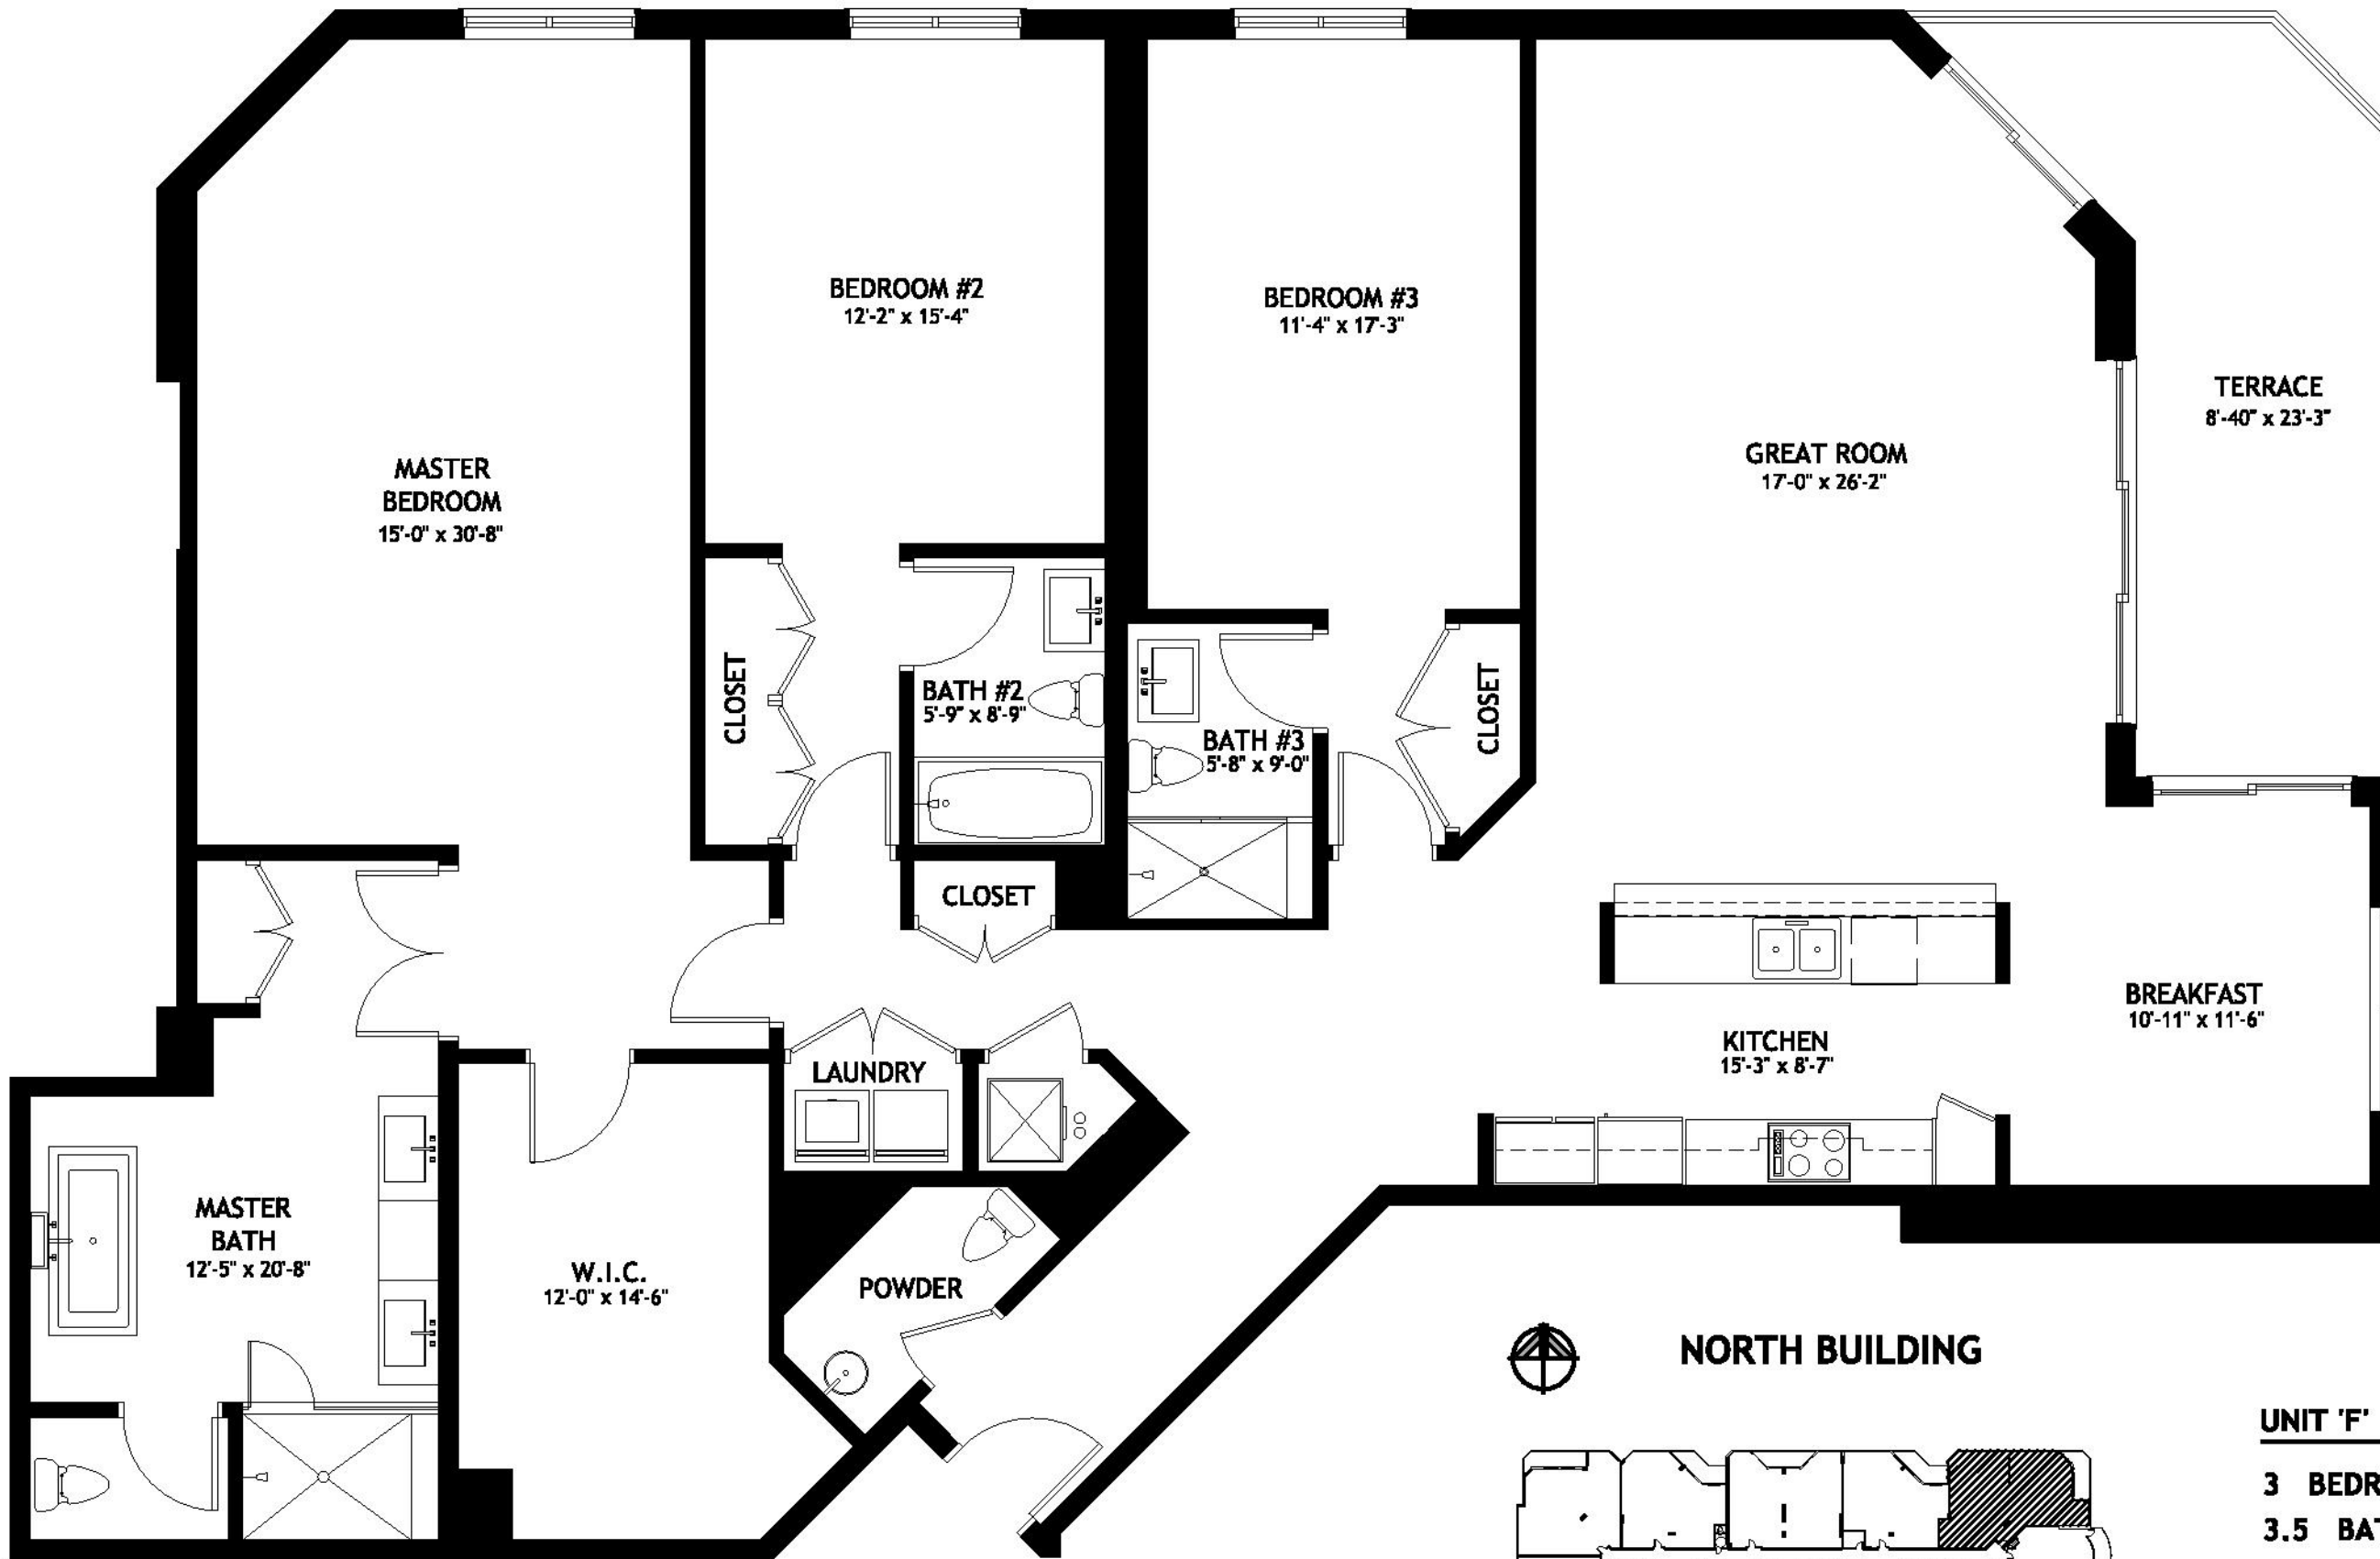 BEDROOM #2
12'-2" x 15'-4"
BEDROOM #3
11'-4" x 17'-3"
TERRACE
8'-40" x 23'-3"
MASTER
BEDROOM
15'-0" x 30'-8"
GREAT ROOM
17'-0" x 26'-2"
CLOSET
BATH #2
5'-9" x 8'-9"
BATH #3
5'-8" x 9'-0"
CLOSET
CLOSET
BREAKFAST
10'-11" x 11'-6"
KITCHEN
15'-3" x 8'-7"
LAUNDRY
MASTER
BATH
12'-5" x 20'-8"
W.I.C.
12'-0" x 14'-6"
POWDER
NORTH BUILDING
UNIT 'F'
3 BEDR
3.5 BAT